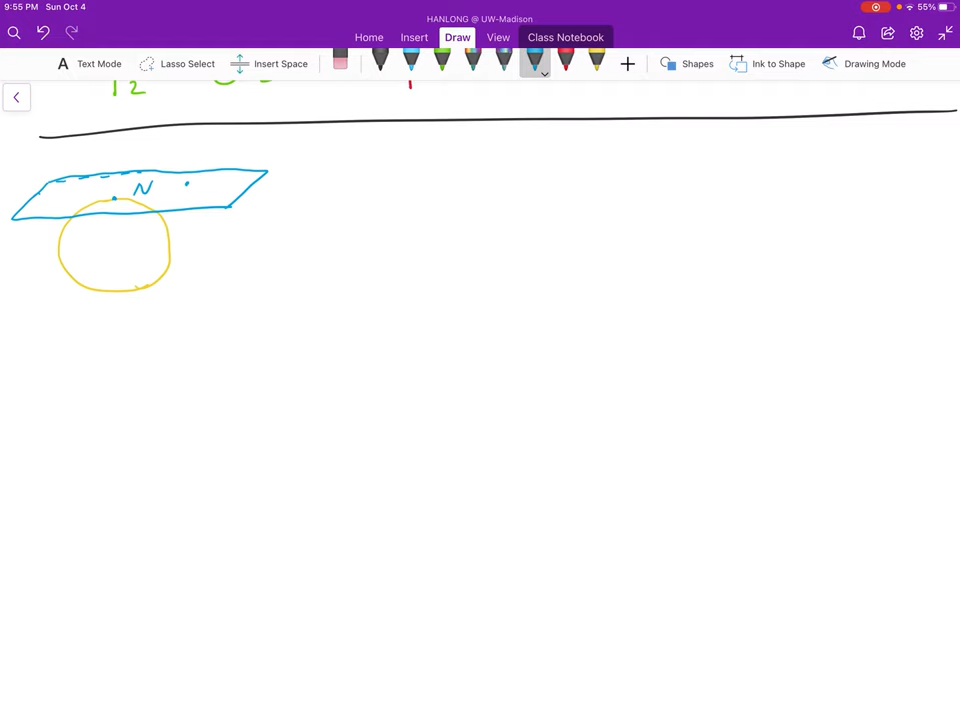 9:55 PM Sun Oct 4
55%
HANLONG @ UW-Madison
Home Insert Draw View Class Notebook
A Text Mode Lasso Select Insert Space Shapes Ink to Shape Drawing Mode
N